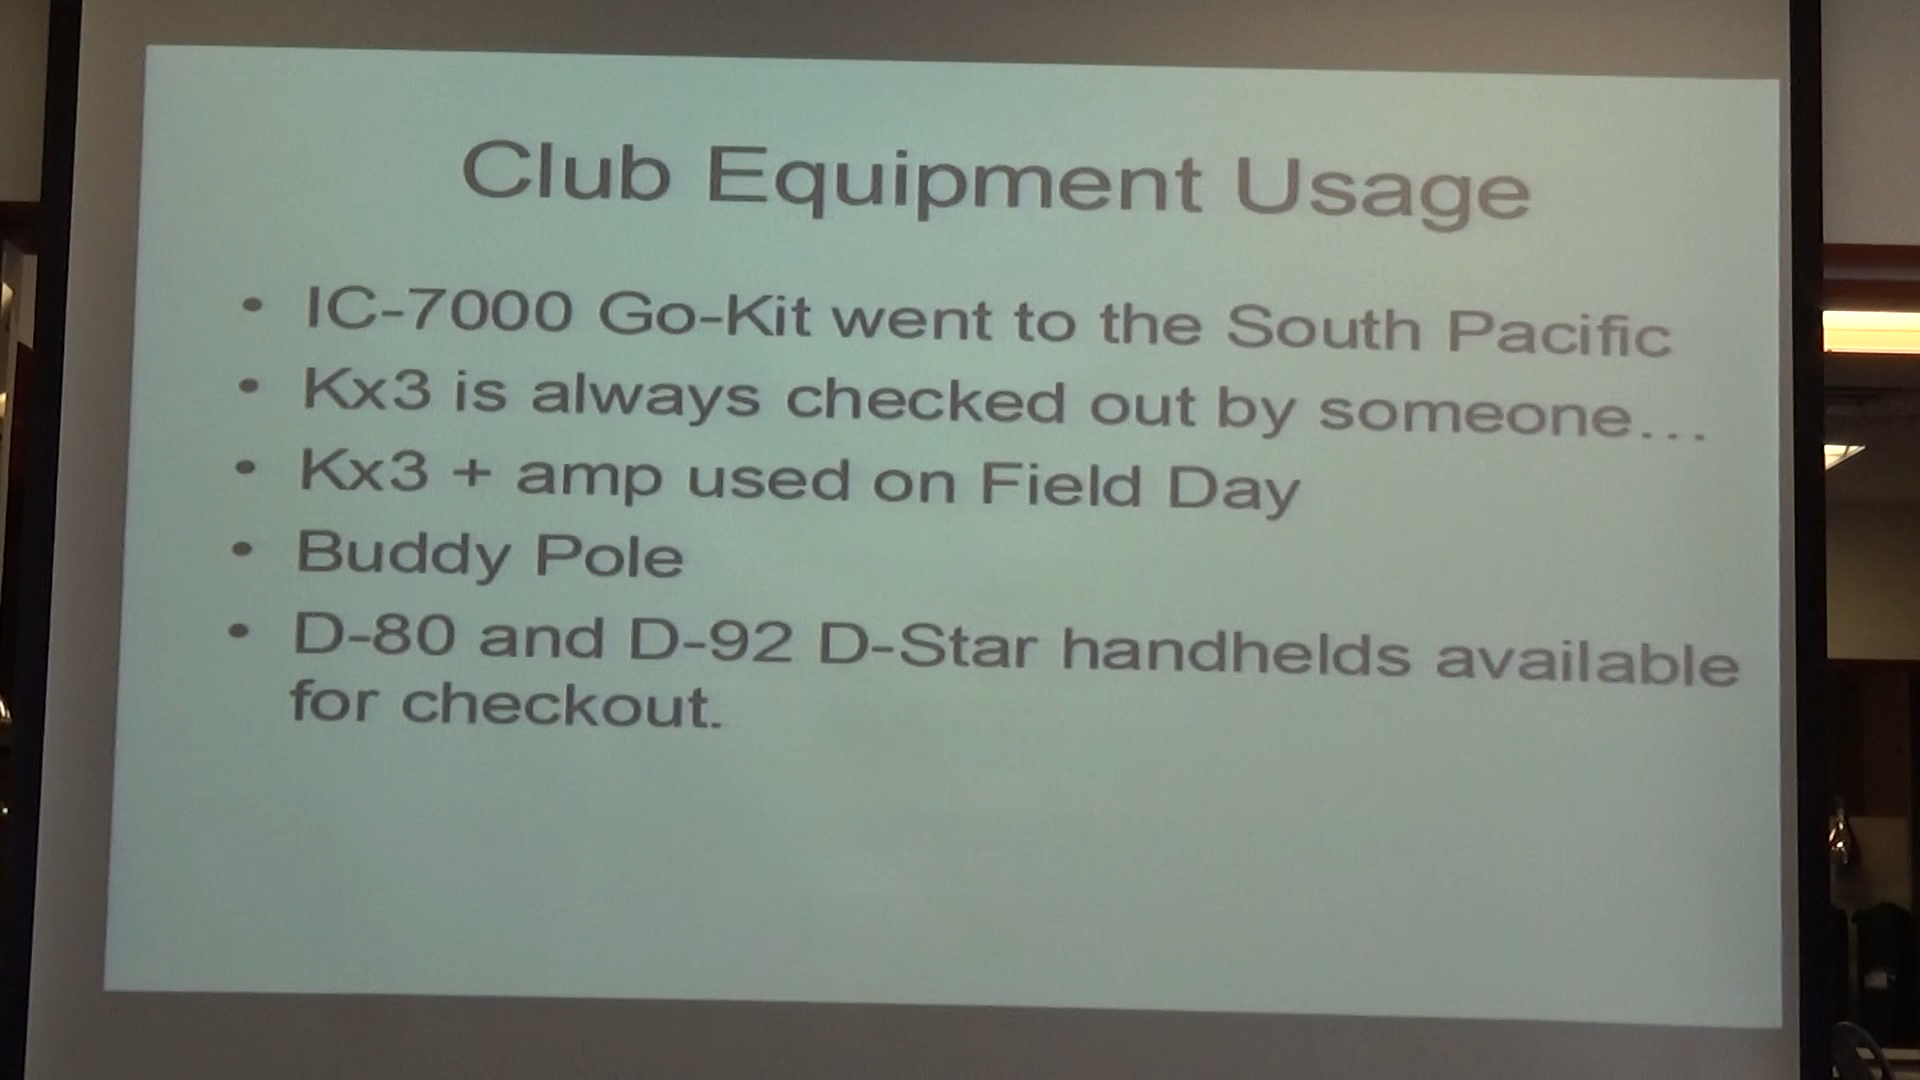 Club Equipment Usage
• IC-7000 Go-Kit went to the South Pacific
• Kx3 is always checked out by someone...
• Kx3 + amp used on Field Day
• Buddy Pole
• D-80 and D-92 D-Star handhelds available
for checkout.